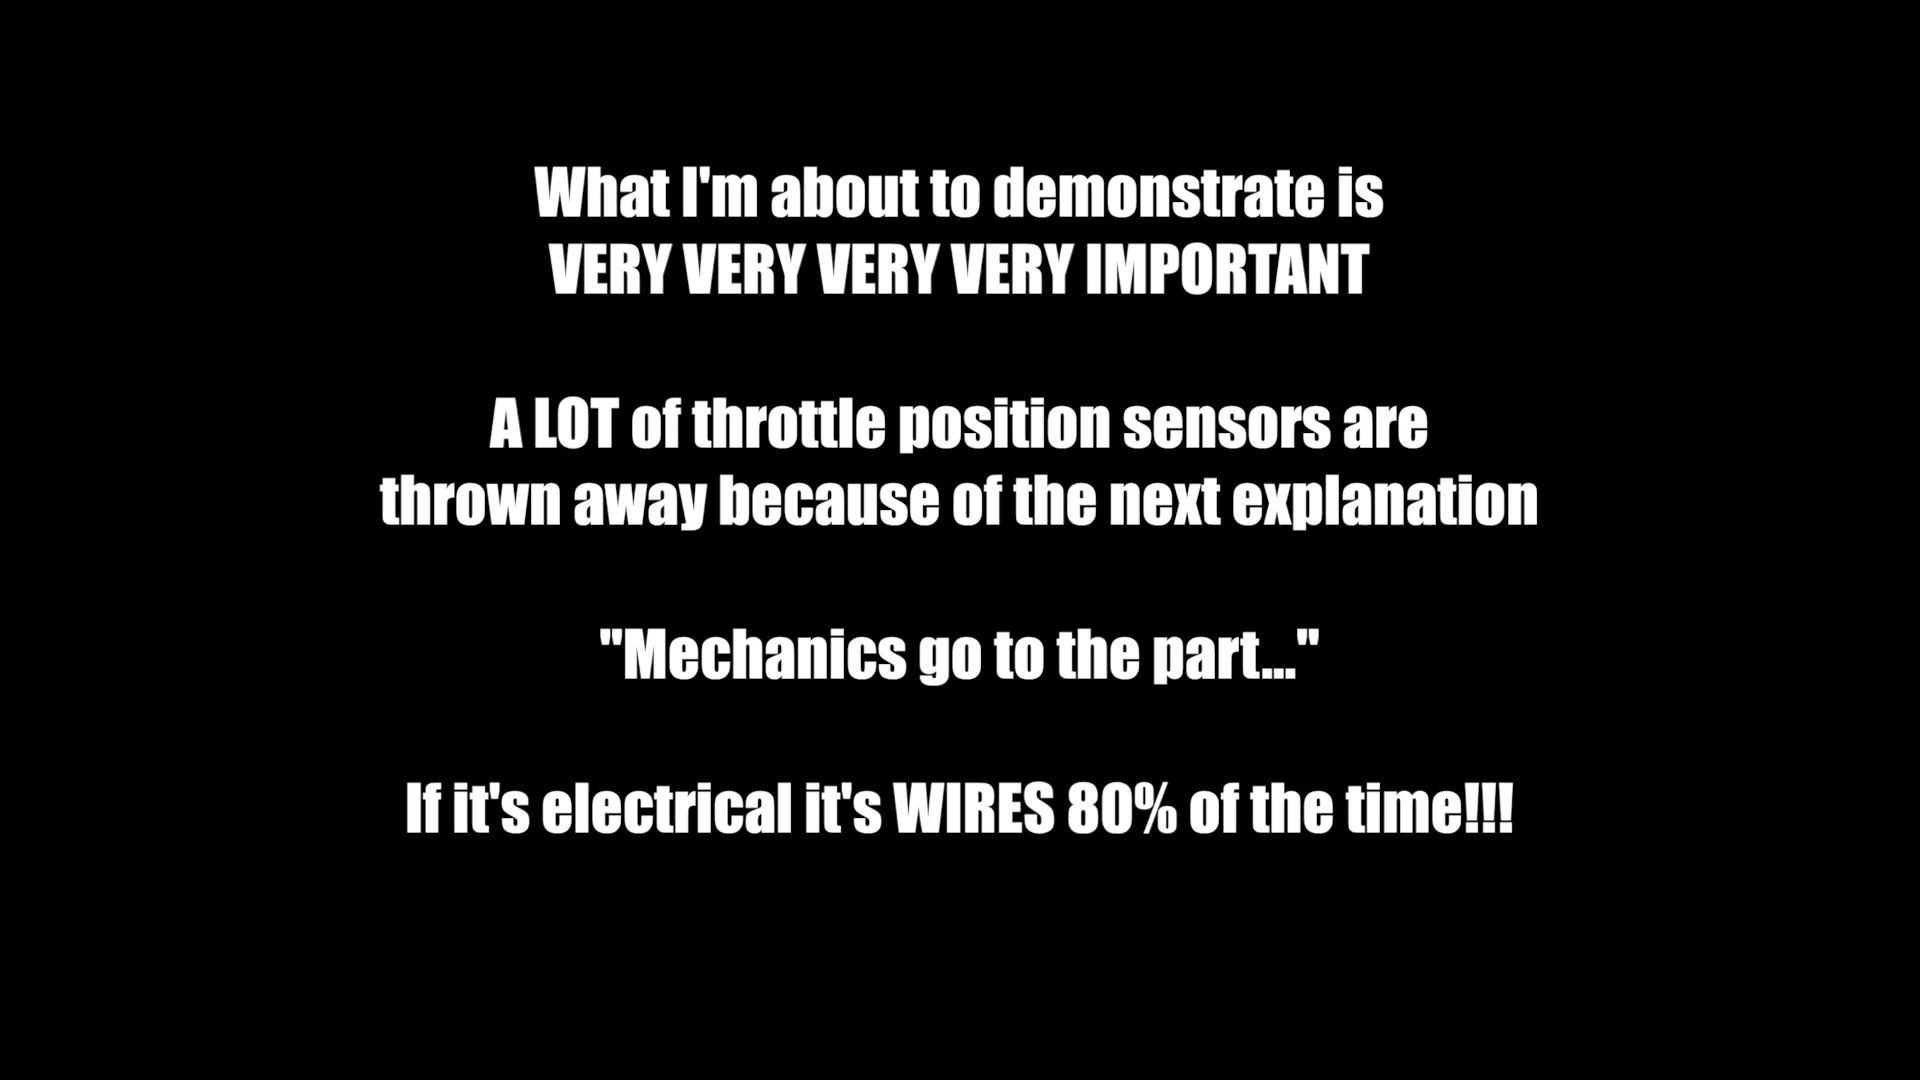 What I'm about to demonstrate is
VERY VERY VERY VERY IMPORTANT
A LOT of throttle position sensors are
thrown away because of the next explanation
"Mechanics go to the part..."
If it's electrical it's WIRES 80% of the time!!!